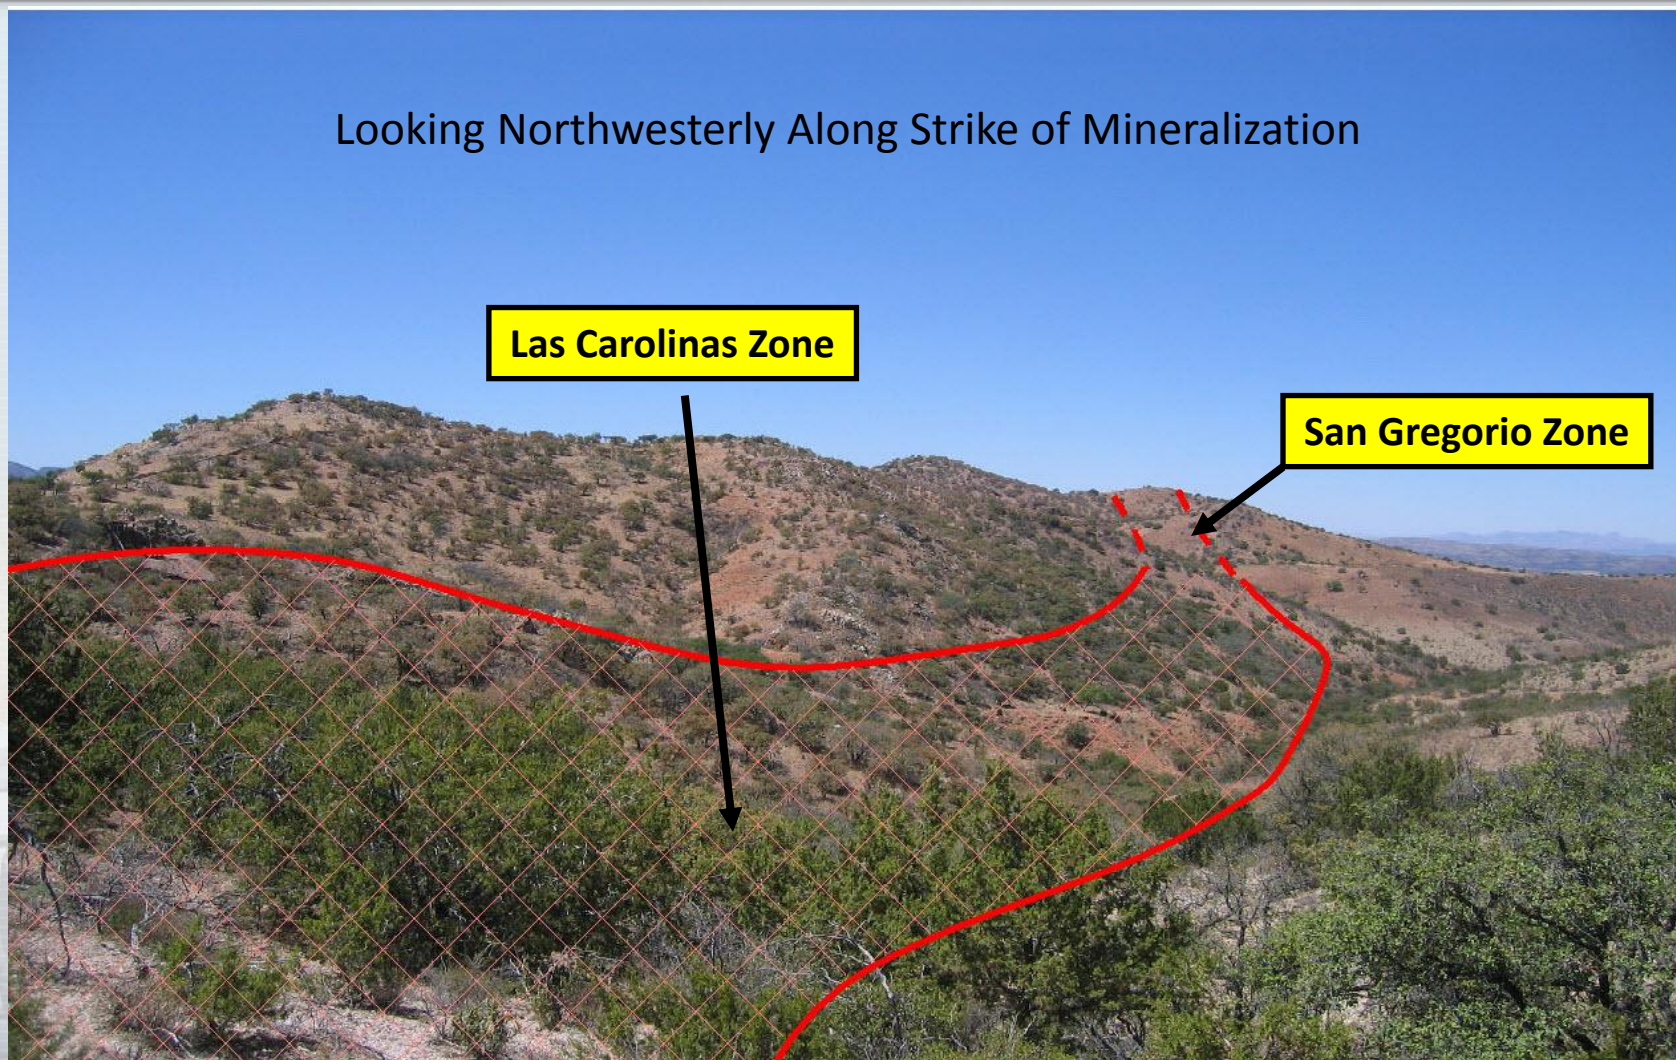 Looking Northwesterly Along Strike of Mineralization
Las Carolinas Zone
San Gregorio Zone